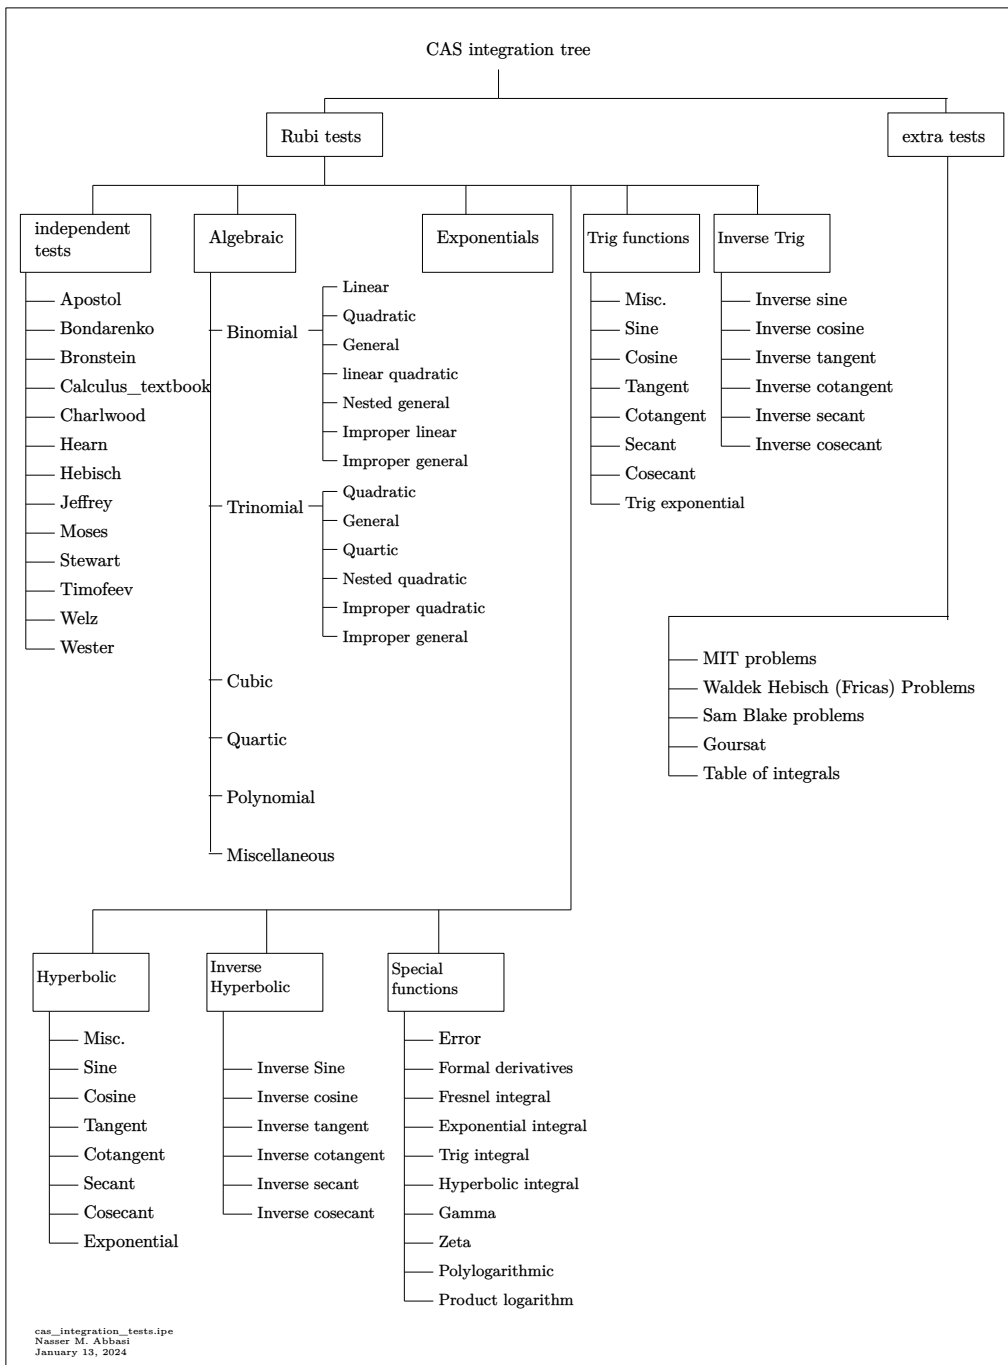 CAS integration tree
Rubi tests
extra tests
independent
tests
Algebraic
Exponentials
Trig functions
Inverse Trig
Apostol
Bondarenko
Bronstein
Calculus_textbook
Charlwood
Hearn
Hebisch
Jeffrey
Moses
Stewart
Timofeev
Welz
Wester
Binomial
Linear
Quadratic
General
linear quadratic
Nested general
Improper linear
Improper general
Trinomial
Quadratic
General
Quartic
Nested quadratic
Improper quadratic
Improper general
Cubic
Quartic
Polynomial
Miscellaneous
Misc.
Sine
Cosine
Tangent
Cotangent
Secant
Cosecant
Trig exponential
Inverse sine
Inverse cosine
Inverse tangent
Inverse cotangent
Inverse secant
Inverse cosecant
MIT problems
Waldek Hebisch (Fricas) Problems
Sam Blake problems
Goursat
Table of integrals
Hyperbolic
Misc.
Sine
Cosine
Tangent
Cotangent
Secant
Cosecant
Exponential
Inverse
Hyperbolic
Inverse Sine
Inverse cosine
Inverse tangent
Inverse cotangent
Inverse secant
Inverse cosecant
Special
functions
Error
Formal derivatives
Fresnel integral
Exponential integral
Trig integral
Hyperbolic integral
Gamma
Zeta
Polylogarithmic
Product logarithm
cas_integration_tests.ipe
Nasser M. Abbasi
January 13, 2024